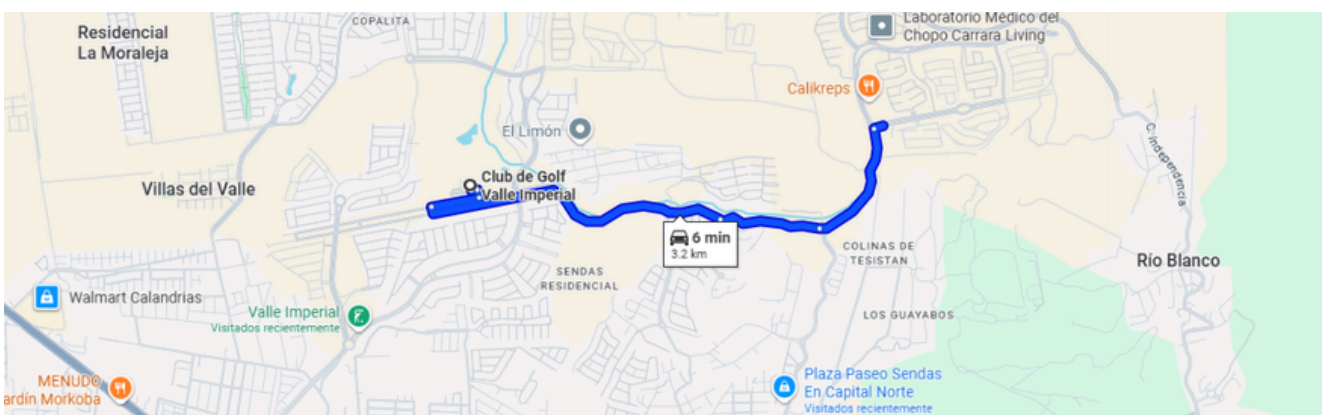 COPALITA
Residencial
La Moraleja
Laboratorio Médico del
Chopo Carrara Living
Calikreps
El Limón
C. Independencia
Club de Golf
Valle Imperial
Villas del Valle
6 min
3.2 km
COLINAS DE
TESISTAN
Río Blanco
SENDAS
RESIDENCIAL
Walmart Calandrias
Valle Imperial
Visitados recientemente
LOS GUAYABOS
MENUDO
Morkoba
Plaza Paseo Sendas
En Capital Norte
Visitados recientemente